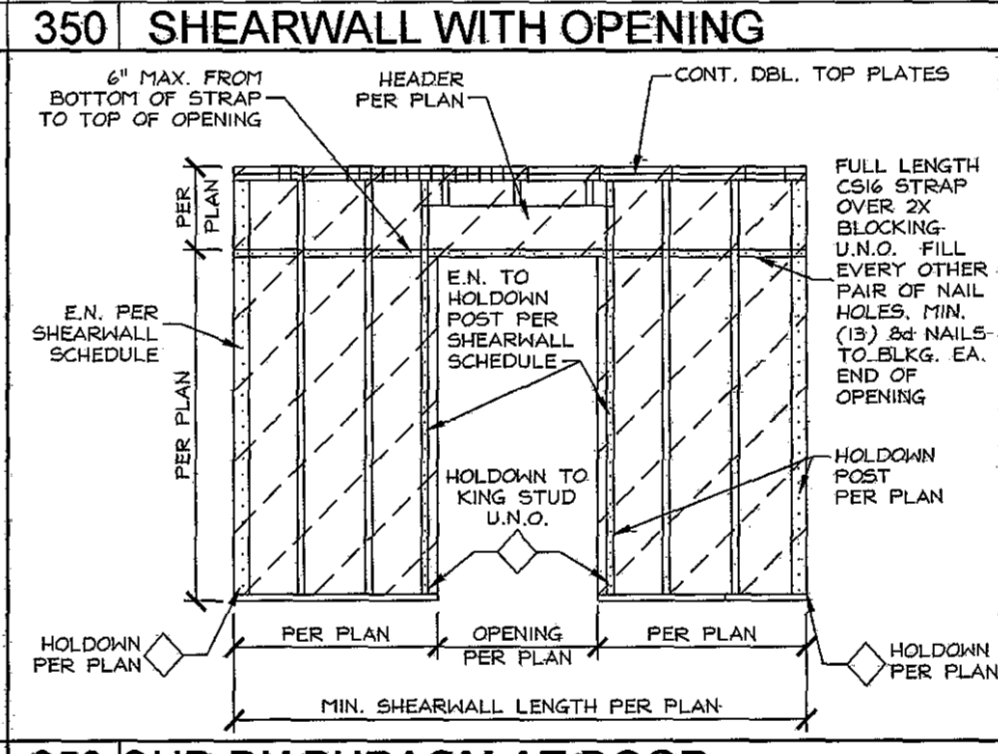 350 SHEARWALL WITH OPENING
6" MAX. FROM
BOTTOM OF STRAP
TO TOP OF OPENING
HEADER
PER PLAN
CONT. DBL. TOP PLATES
PER
PLAN
FULL LENGTH
CS16 STRAP
OVER 2X
BLOCKING
U.N.O. FILL
EVERY OTHER
PAIR OF NAIL
HOLES. MIN.
(13) 8d NAILS
TO BLKG. EA.
END OF
OPENING
E.N. PER
SHEARWALL
SCHEDULE
E.N. TO
HOLDOWN
POST PER
SHEARWALL
SCHEDULE
PER PLAN
HOLDOWN TO
KING STUD
U.N.O.
HOLDOWN
POST
PER PLAN
HOLDOWN
PER PLAN
PER PLAN
OPENING
PER PLAN
PER PLAN
HOLDOWN
PER PLAN
MIN. SHEARWALL LENGTH PER PLAN